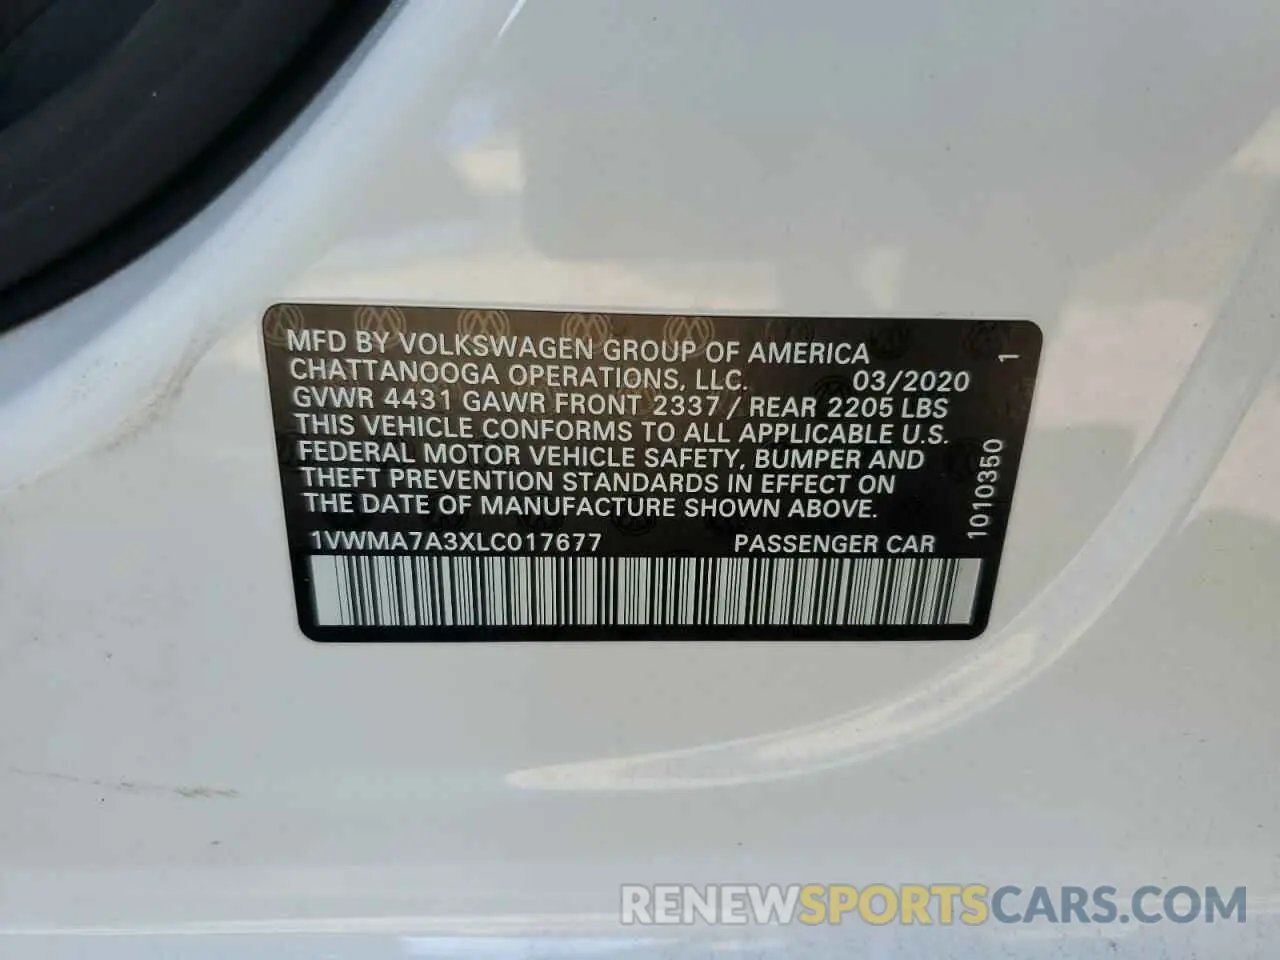 MFD BY VOLKSWAGEN GROUP OF AMERICA
CHATTANOOGA OPERATIONS, LLC. 03/2020
GVWR 4431 GAWR FRONT 2337 / REAR 2205 LBS
THIS VEHICLE CONFORMS TO ALL APPLICABLE U.S.
FEDERAL MOTOR VEHICLE SAFETY, BUMPER AND
THEFT PREVENTION STANDARDS IN EFFECT ON
THE DATE OF MANUFACTURE SHOWN ABOVE.
1VWMA7A3XLC017677 PASSENGER CAR
1010350 1
RENEWSPORTSCARS.COM